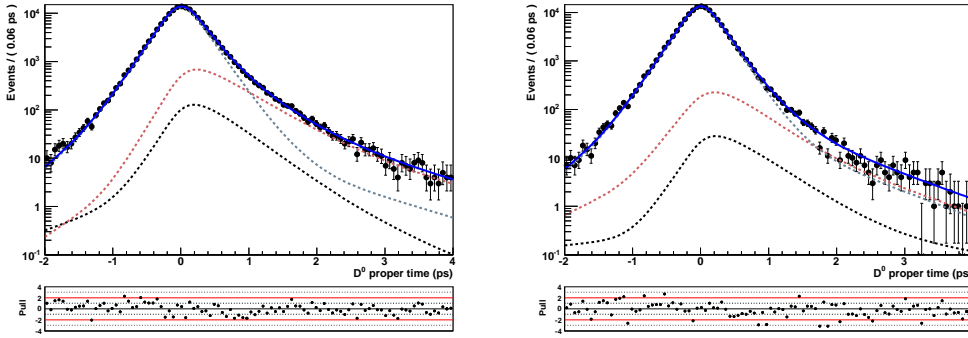 Events / ( 0.06 ps )
10⁴
10³
10²
10
1
10⁻¹
-2 -1 0 1 2 3 4
D⁰ proper time (ps)
Pull
4
2
0
-2
-4
Events / ( 0.06 ps )
10⁴
10³
10²
10
1
10⁻¹
-2 -1 0 1 2 3
D⁰ proper time (ps
Pull
4
2
0
-2
-4